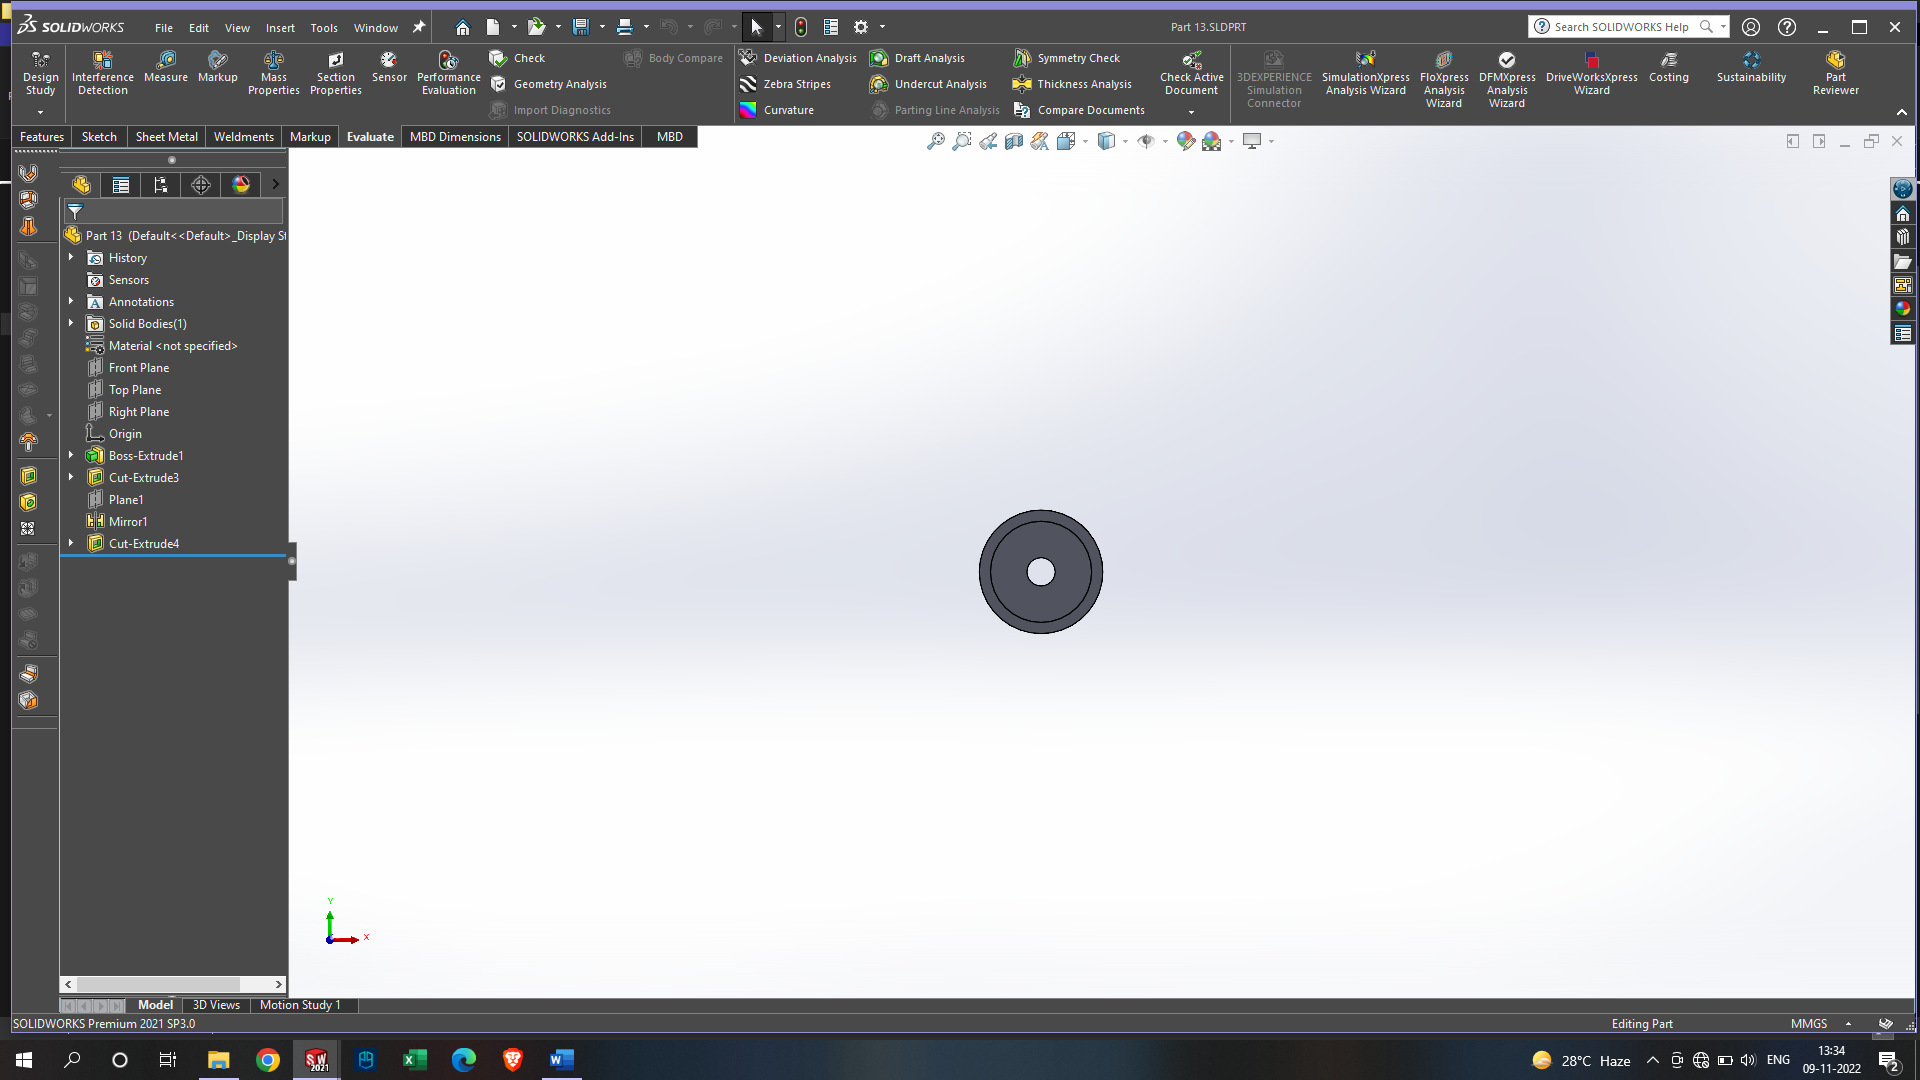 SOLIDWORKS File Edit View Insert Tools Window Part 13.SLDPRT Search SOLIDWORKS Help
Design Study
Interference Detection
Measure
Markup
Mass Properties
Section Properties
Sensor
Performance Evaluation
Check
Geometry Analysis
Import Diagnostics
Body Compare
Deviation Analysis
Zebra Stripes
Curvature
Draft Analysis
Undercut Analysis
Parting Line Analysis
Symmetry Check
Thickness Analysis
Compare Documents
Check Active Document
3DEXPERIENCE Simulation Connector
SimulationXpress Analysis Wizard
FloXpress Analysis Wizard
DFMXpress Analysis Wizard
DriveWorksXpress Wizard
Costing
Sustainability
Part Reviewer
Features Sketch Sheet Metal Weldments Markup Evaluate MBD Dimensions SOLIDWORKS Add-Ins MBD
Part 13 (Default<<Default>_Display St
History
Sensors
Annotations
Solid Bodies(1)
Material <not specified>
Front Plane
Top Plane
Right Plane
Origin
Boss-Extrude1
Cut-Extrude3
Plane1
Mirror1
Cut-Extrude4
Y
X
Model 3D Views Motion Study 1
SOLIDWORKS Premium 2021 SP3.0 Editing Part MMGS
28°C Haze ENG 13:34
09-11-2022 2